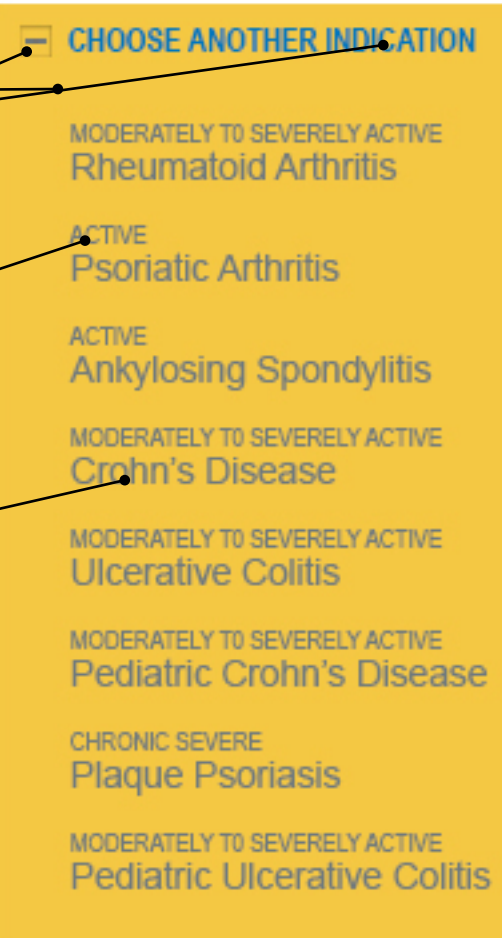 CHOOSE ANOTHER INDICATION
MODERATELY T0 SEVERELY ACTIVE
Rheumatoid Arthritis
ACTIVE
Psoriatic Arthritis
ACTIVE
Ankylosing Spondylitis
MODERATELY T0 SEVERELY ACTIVE
Crohn's Disease
MODERATELY T0 SEVERELY ACTIVE
Ulcerative Colitis
MODERATELY T0 SEVERELY ACTIVE
Pediatric Crohn's Disease
CHRONIC SEVERE
Plaque Psoriasis
MODERATELY T0 SEVERELY ACTIVE
Pediatric Ulcerative Colitis